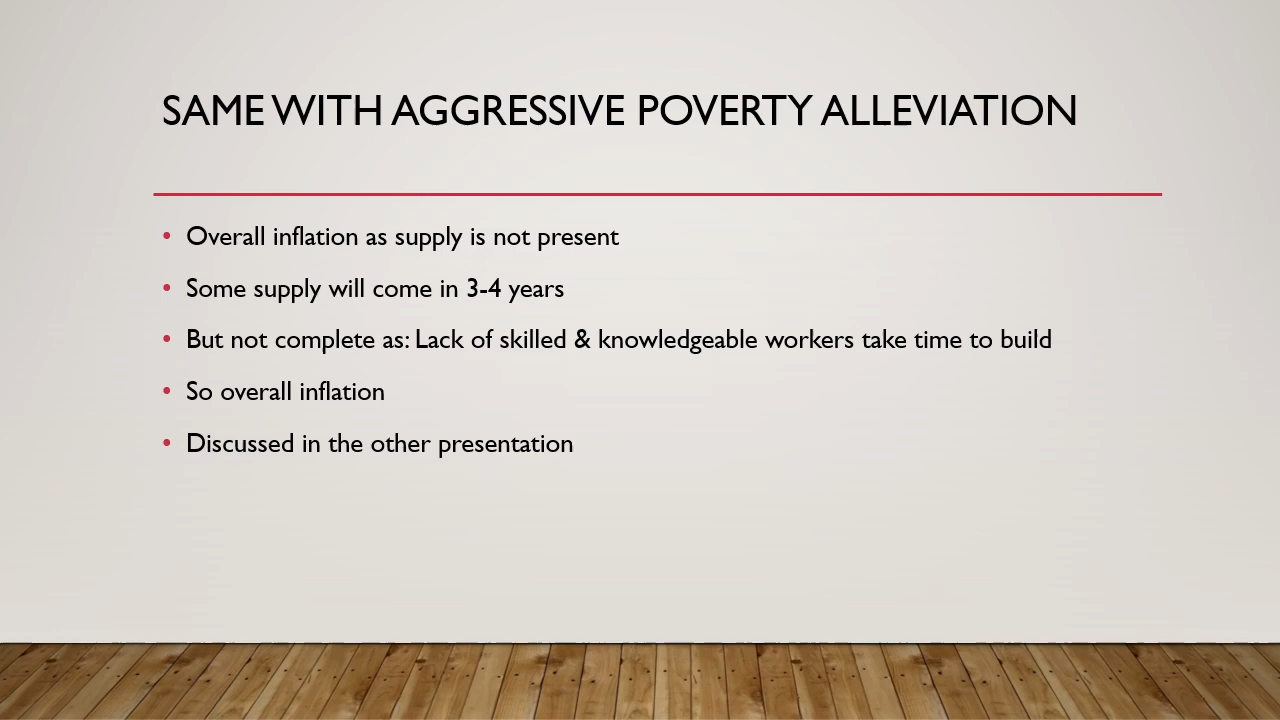 SAME WITH AGGRESSIVE POVERTY ALLEVIATION
• Overall inflation as supply is not present
• Some supply will come in 3-4 years
• But not complete as: Lack of skilled & knowledgeable workers take time to build
• So overall inflation
• Discussed in the other presentation